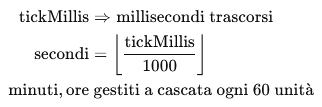 tickMillis ⇒ millisecondi trascorsi
secondi = ⌊tickMillis / 1000⌋
minuti, ore gestiti a cascata ogni 60 unità